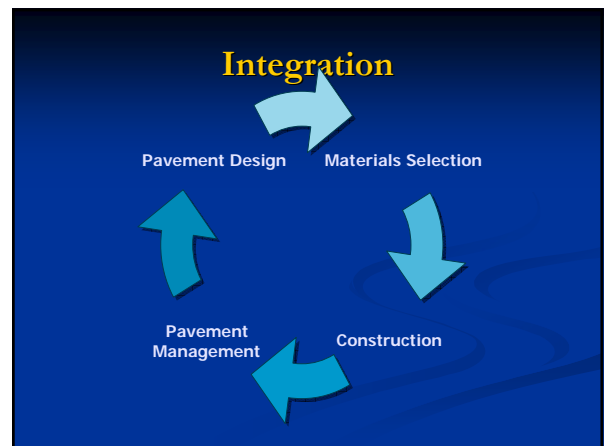 Integration
Pavement Design
Materials Selection
Pavement
Management
Construction